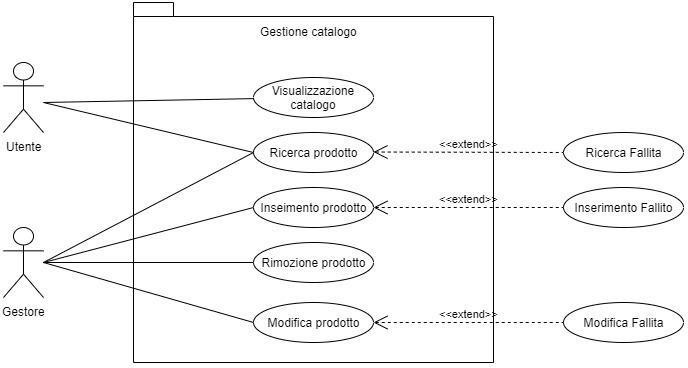 Gestione catalogo
Visualizzazione
catalogo
Utente
Ricerca prodotto
<<extend>>
Ricerca Fallita
Inseimento prodotto
<<extend>>
Inserimento Fallito
Rimozione prodotto
Gestore
Modifica prodotto
<<extend>>
Modifica Fallita